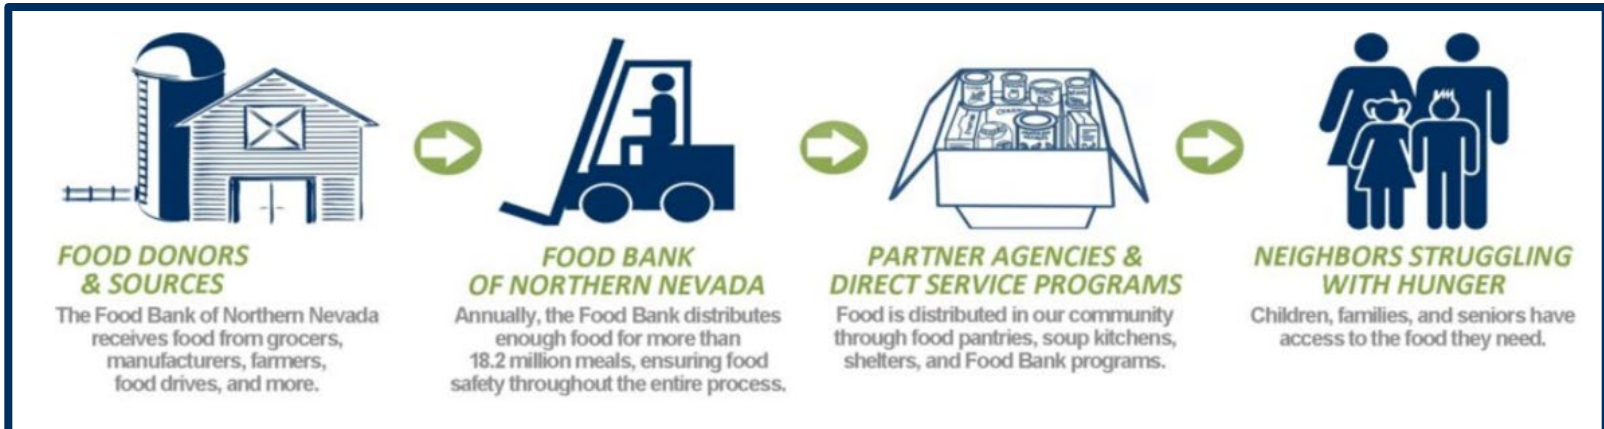 FOOD DONORS
& SOURCES
The Food Bank of Northern Nevada
receives food from grocers,
manufacturers, farmers,
food drives, and more.
FOOD BANK
OF NORTHERN NEVADA
Annually, the Food Bank distributes
enough food for more than
18.2 million meals, ensuring food
safety throughout the entire process.
PARTNER AGENCIES &
DIRECT SERVICE PROGRAMS
Food is distributed in our community
through food pantries, soup kitchens,
shelters, and Food Bank programs.
NEIGHBORS STRUGGLING
WITH HUNGER
Children, families, and seniors have
access to the food they need.